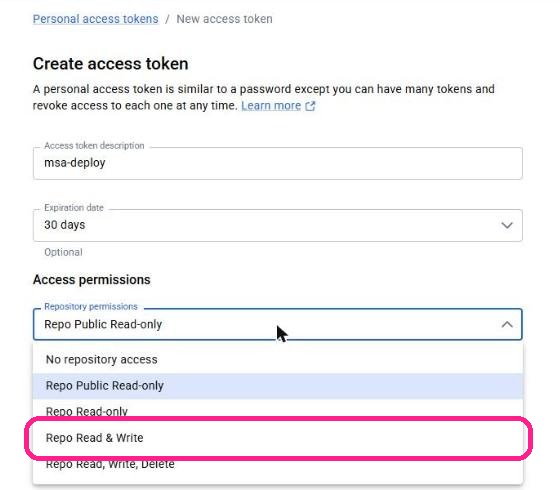 Personal access tokens / New access token
Create access token
A personal access token is similar to a password except you can have many tokens and
revoke access to each one at any time. Learn more
Access token description
msa-deploy
Expiration date
30 days
Optional
Access permissions
Repository permissions
Repo Public Read-only
No repository access
Repo Public Read-only
Repo Read-only
Repo Read & Write
Repo Read, Write, Delete